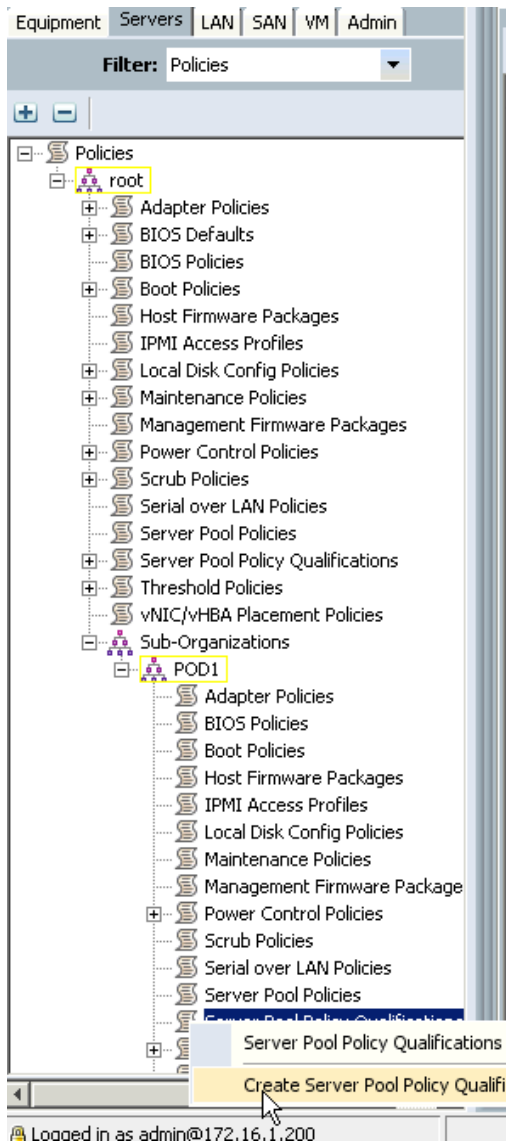 Equipment Servers LAN SAN VM Admin
Filter: Policies
Policies
root
Adapter Policies
BIOS Defaults
BIOS Policies
Boot Policies
Host Firmware Packages
IPMI Access Profiles
Local Disk Config Policies
Maintenance Policies
Management Firmware Packages
Power Control Policies
Scrub Policies
Serial over LAN Policies
Server Pool Policies
Server Pool Policy Qualifications
Threshold Policies
vNIC/vHBA Placement Policies
Sub-Organizations
POD1
Adapter Policies
BIOS Policies
Boot Policies
Host Firmware Packages
IPMI Access Profiles
Local Disk Config Policies
Maintenance Policies
Management Firmware Package
Power Control Policies
Scrub Policies
Serial over LAN Policies
Server Pool Policies
Server Pool Policy Qualifications
Server Pool Policy Qualifications
Create Server Pool Policy Qualifi
Logged in as admin@172.16.1.200